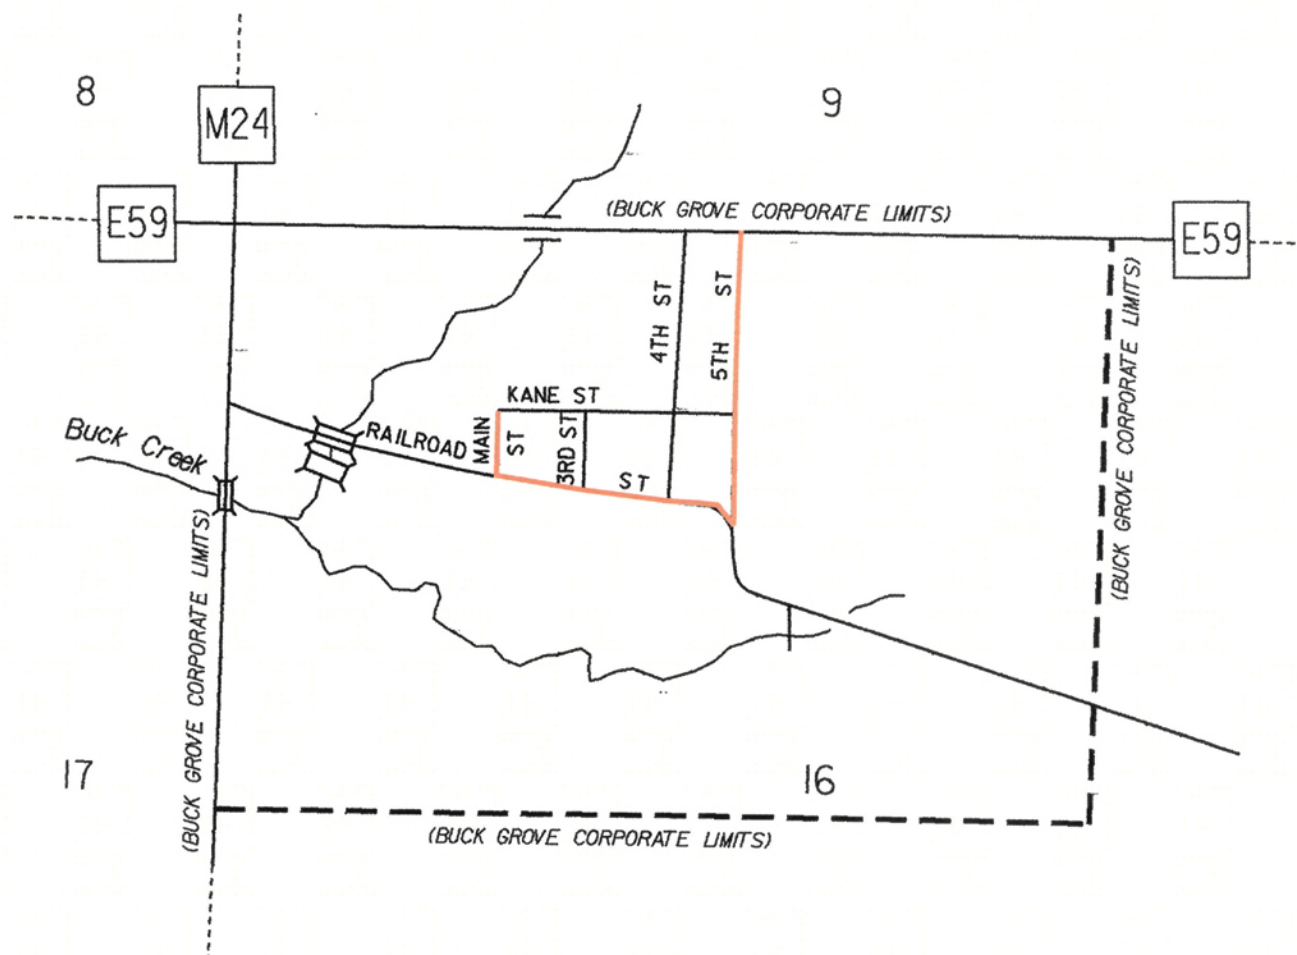 8
9
M24
E59
(BUCK GROVE CORPORATE LIMITS)
E59
4TH ST
5TH ST
(BUCK GROVE CORPORATE LIMITS)
KANE ST
Buck Creek
RAILROAD ST
MAIN ST
3RD ST
(BUCK GROVE CORPORATE LIMITS)
17
16
(BUCK GROVE CORPORATE LIMITS)